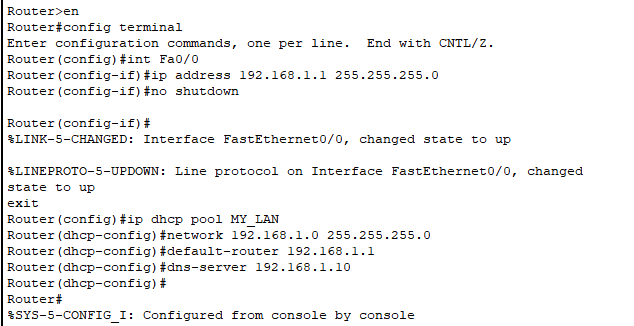 Router>en
Router#config terminal
Enter configuration commands, one per line.  End with CNTL/Z.
Router(config)#int Fa0/0
Router(config-if)#ip address 192.168.1.1 255.255.255.0
Router(config-if)#no shutdown
Router(config-if)#
%LINK-5-CHANGED: Interface FastEthernet0/0, changed state to up
%LINEPROTO-5-UPDOWN: Line protocol on Interface FastEthernet0/0, changed
state to up
exit
Router(config)#ip dhcp pool MY_LAN
Router(dhcp-config)#network 192.168.1.0 255.255.255.0
Router(dhcp-config)#default-router 192.168.1.1
Router(dhcp-config)#dns-server 192.168.1.10
Router(dhcp-config)#
Router#
%SYS-5-CONFIG_I: Configured from console by console